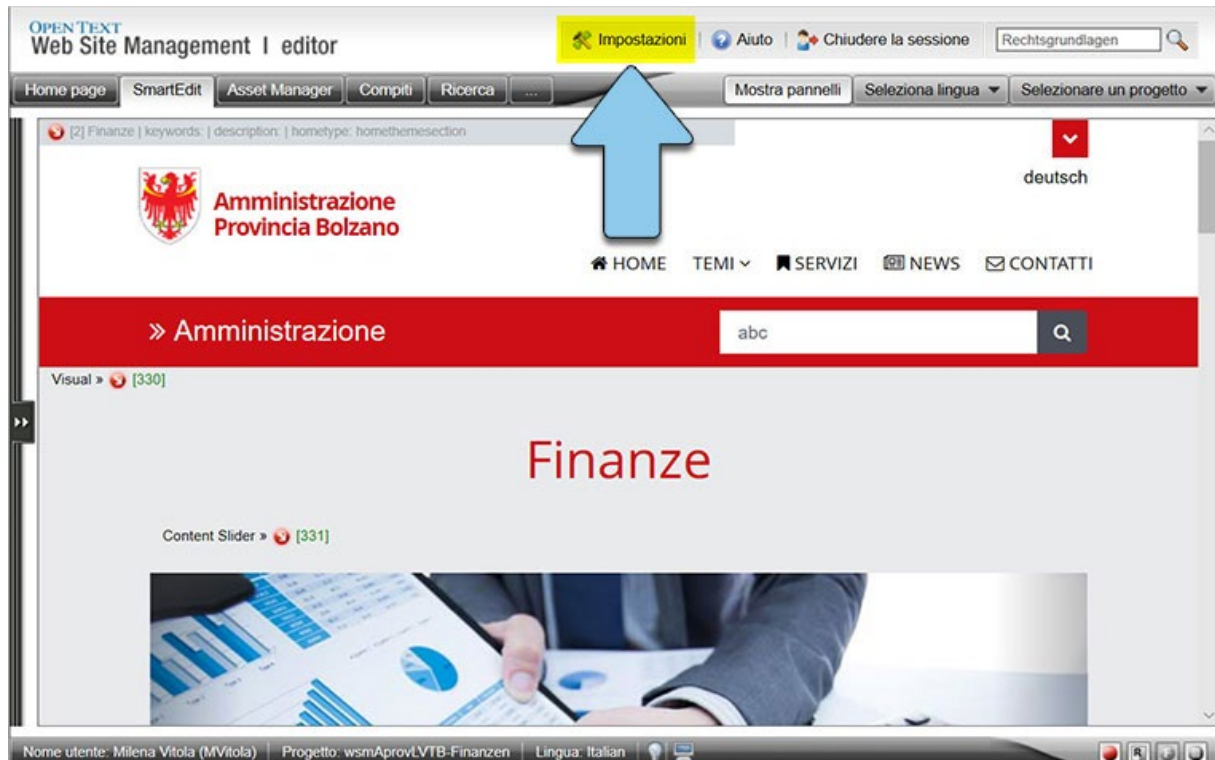 OPEN TEXT
Web Site Management | editor
Impostazioni | Aiuto | Chiudere la sessione Rechtsgrundlagen
Home page SmartEdit Asset Manager Compiti Ricerca ... Mostra pannelli Seleziona lingua Selezionare un progetto
[2] Finanze | keywords: | description: | hometype: homethemesection
deutsch
Amministrazione
Provincia Bolzano
HOME TEMI SERVIZI NEWS CONTATTI
» Amministrazione abc
Visual » [330]
Finanze
Content Slider » [331]
Nome utente: Milena Vitola (MVitola) Progetto: wsmAprovLVTB-Finanzen Lingua: Italian R